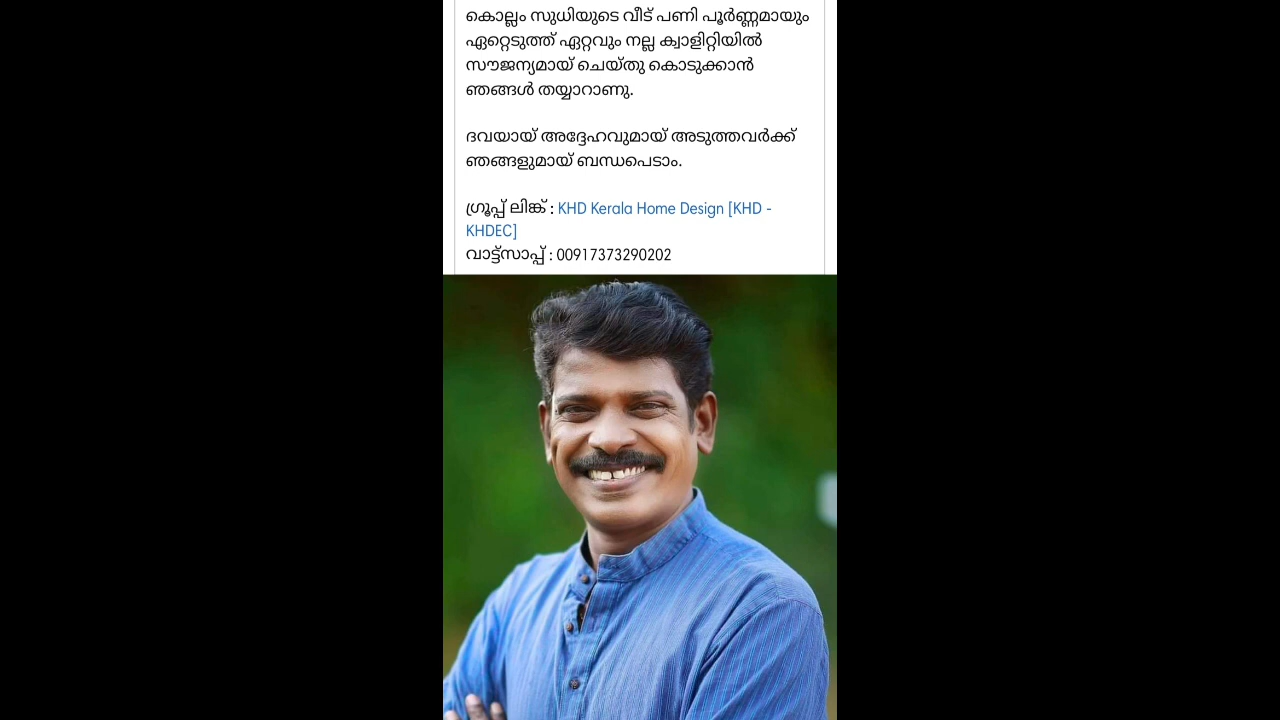 കൊല്ലം സുധിയുടെ വീട് പണി പൂർണ്ണമായും
ഏറ്റെടുത്ത് ഏറ്റവും നല്ല ക്വാളിറ്റിയിൽ
സൗജന്യമായ് ചെയ്തു കൊടുക്കാൻ
ഞങ്ങൾ തയ്യാറാണു.
ദവയായ് അദ്ദേഹവുമായ് അടുത്തവർക്ക്
ഞങ്ങളുമായ് ബന്ധപെടാം.
ഗ്രൂപ്പ് ലിങ്ക് : KHD Kerala Home Design [KHD -
KHDEC]
വാട്ട്സാപ്പ് : 00917373290202